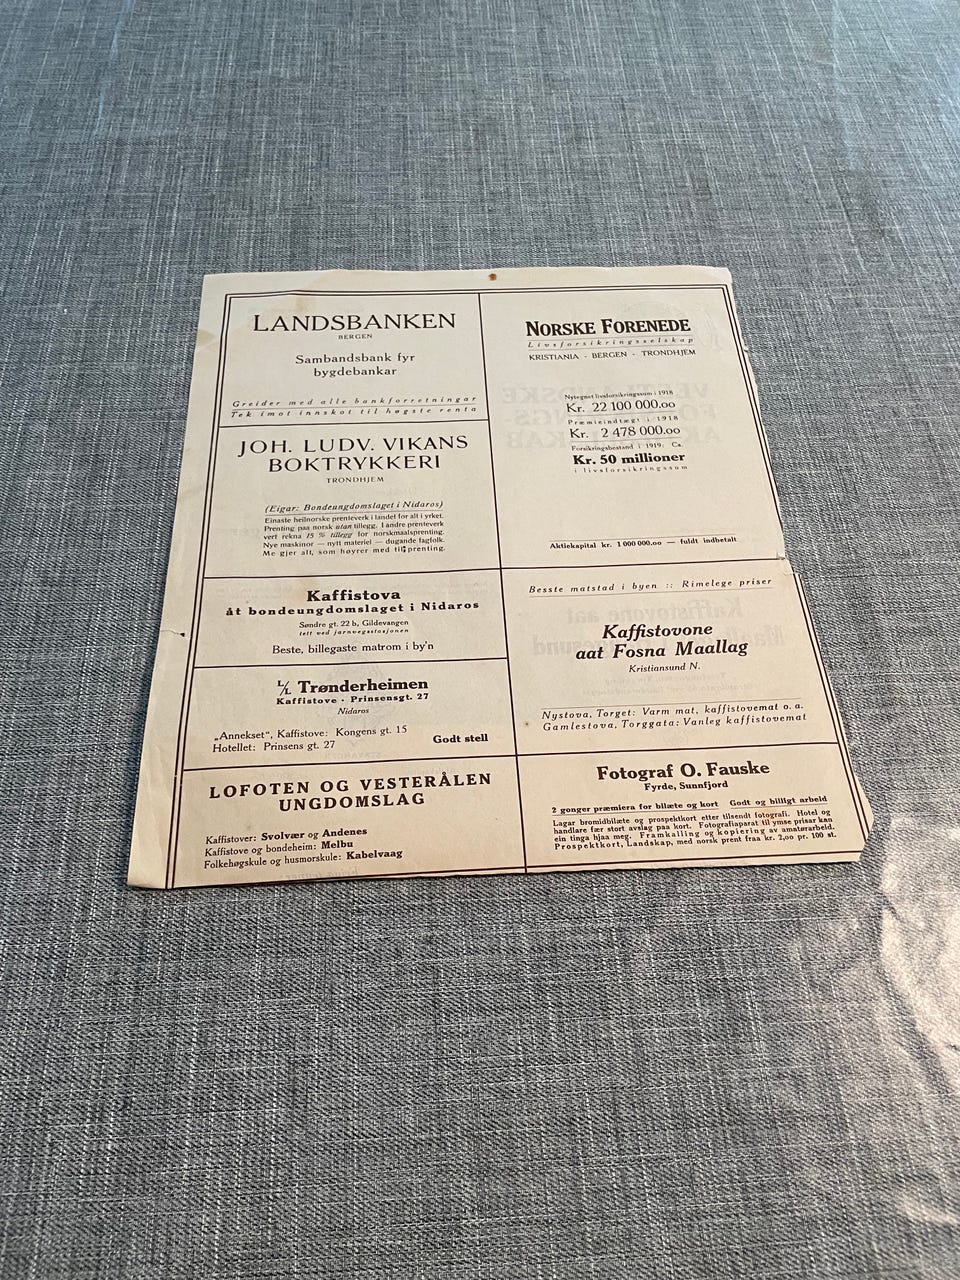 LANDSBANKEN
BERGEN
Sambandsbank fyr
bygdebankar
Greider med alle bankforretningar
Tek imot innskot til høgste renta
JOH. LUDV. VIKANS
BOKTRYKKERI
TRONDHJEM
(Eigar: Bondeungdomslaget i Nidaros)
Einaste heilnorske prenteverk i landet for alt i yrket.
Prenting paa norsk utan tillegg. I andre prenteverk
vert rekna 15 % tillegg for norskmaalsprenting.
Nye maskinor — nytt materiel — dugande fagfolk.
Me gjer alt, som høyrer med til prenting.
Kaffistova
åt bondeungdomslaget i Nidaros
Søndre gt. 22 b, Gildevangen
tett ved jarnvegsstasjonen
Beste, billegaste matrom i by'n
L/L Trønderheimen
Kaffistove · Prinsensgt. 27
Nidaros
„Annekset“, Kaffistove: Kongens gt. 15
Hotellet: Prinsens gt. 27
Godt stell
LOFOTEN OG VESTERÅLEN
UNGDOMSLAG
Kaffistover: Svolvær og Andenes
Kaffistove og bondeheim: Melbu
Folkehøgskule og husmorskule: Kabelvaag
NORSKE FORENEDE
Livsforsikringsselskap
KRISTIANIA - BERGEN - TRONDHJEM
Nytegnet livsforsikringssum i 1918
Kr. 22 100 000.00
Præmieindtægt i 1918
Kr. 2 478 000.00
Forsikringsbestand i 1919: Ca.
Kr. 50 millioner
i livsforsikringssum
Aktiekapital kr. 1 000 000.00 — fuldt indbetalt
Besste matstad i byen :: Rimelege priser
Kaffistovone
aat Fosna Maallag
Kristiansund N.
Nystova, Torget: Varm mat, kaffistovemat o. a.
Gamlestova, Torggata: Vanleg kaffistovemat
Fotograf O. Fauske
Fyrde, Sunnfjord
2 gonger præmiera for bilæte og kort Godt og billigt arbeid
Lagar bromidbilæte og prospektkort etter tilsendt fotografi. Hotel og
handlare fær stort avslag paa kort. Fotografiaparat til ymse prisar kan
ein tinga hjaa meg. Framkalling og kopiering av amatørarbeid.
Prospektkort, Landskap, med norsk prent fraa kr. 2,00 pr. 100 st.